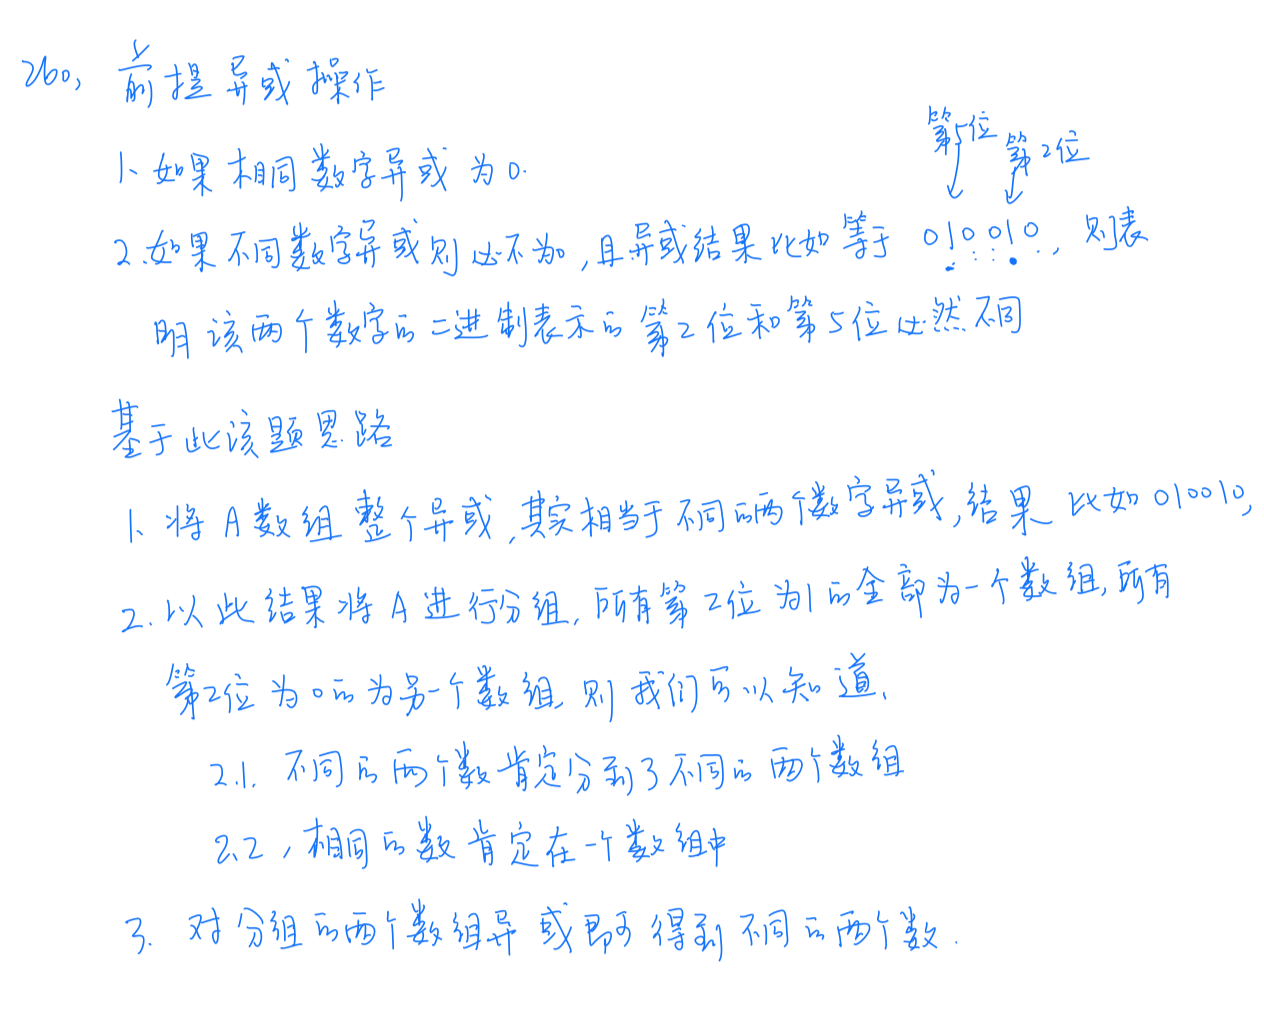 260, 前提异或操作
1、如果相同数字异或为0.
第5位
第2位
2.如果不同数字异或则必不为0,且异或结果比如等于 010010, 则表
明该两个数字的二进制表示的第2位和第5位必然不同
基于此该题思路
1、将A数组整个异或,其实相当于不同的两个数字异或,结果比如010010,
2.以此结果将A进行分组,所有第2位为1的全部为一个数组,所有
第2位为0的为另一个数组,则我们可以知道,
2.1. 不同的两个数肯定分到了不同的两个数组
2.2,相同的数肯定在一个数组中
3. 对分组的两个数组异或即可得到不同的两个数.